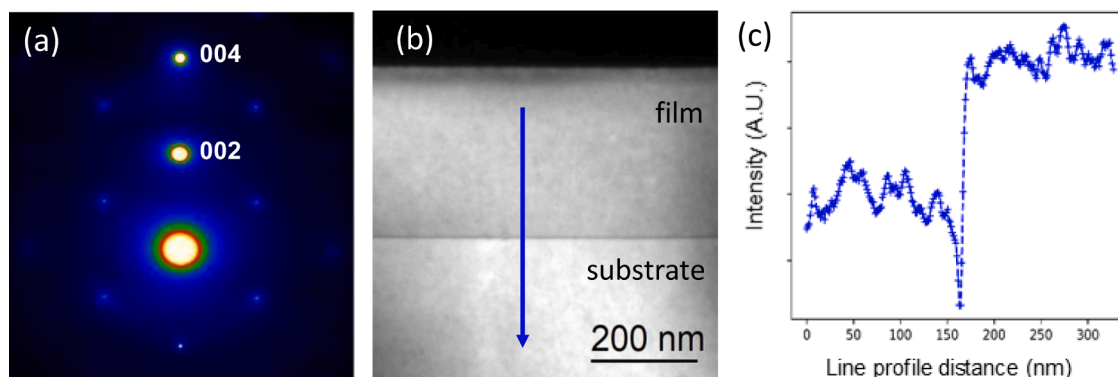 (a)
004
002
(b)
film
substrate
200 nm
(c)
Intensity (A.U.)
0 50 100 150 200 250 300
Line profile distance (nm)